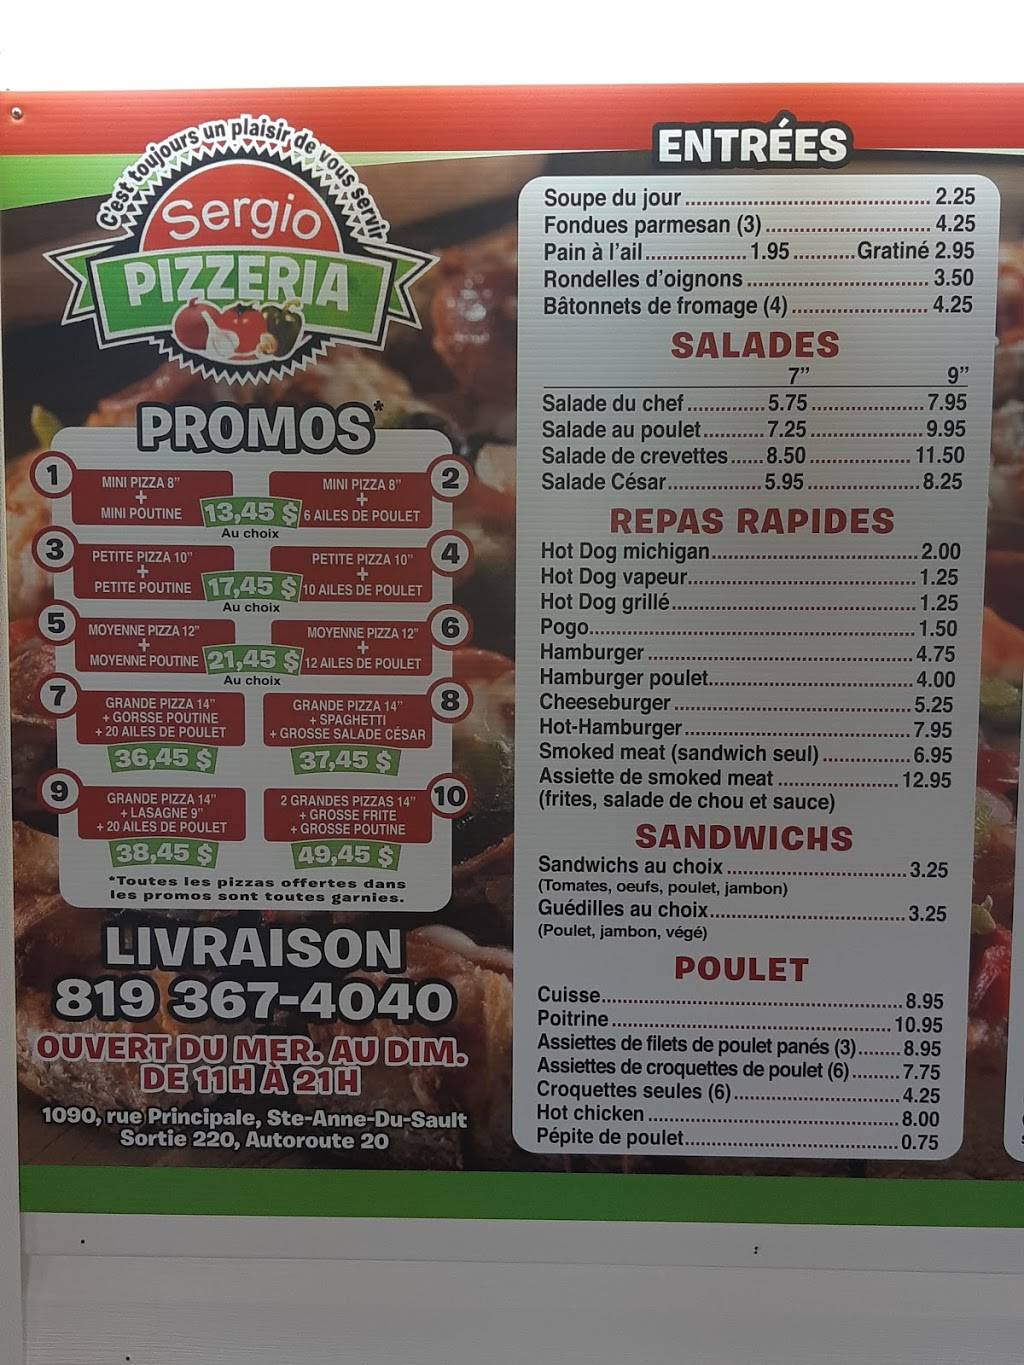 C'est toujours un plaisir de vous servir
Sergio
PIZZERIA
PROMOS*
1
MINI PIZZA 8"
+
MINI POUTINE
2
MINI PIZZA 8"
+
6 AILES DE POULET
13,45 $
Au choix
3
PETITE PIZZA 10"
+
PETITE POUTINE
4
PETITE PIZZA 10"
+
10 AILES DE POULET
17,45 $
Au choix
5
MOYENNE PIZZA 12"
+
MOYENNE POUTINE
6
MOYENNE PIZZA 12"
+
12 AILES DE POULET
21,45 $
Au choix
7
GRANDE PIZZA 14"
+ GORSSE POUTINE
+ 20 AILES DE POULET
36,45 $
8
GRANDE PIZZA 14"
+ SPAGHETTI
+ GROSSE SALADE CÉSAR
37,45 $
9
GRANDE PIZZA 14"
+ LASAGNE 9"
+ 20 AILES DE POULET
38,45 $
10
2 GRANDES PIZZAS 14"
+ GROSSE FRITE
+ GROSSE POUTINE
49,45 $
*Toutes les pizzas offertes dans
les promos sont toutes garnies.
LIVRAISON
819 367-4040
OUVERT DU MER. AU DIM.
DE 11H À 21H
1090, rue Principale, Ste-Anne-Du-Sault
Sortie 220, Autoroute 20
ENTRÉES
Soupe du jour 2.25
Fondues parmesan (3) 4.25
Pain à l'ail 1.95 Gratiné 2.95
Rondelles d'oignons 3.50
Bâtonnets de fromage (4) 4.25
SALADES
7" 9"
Salade du chef 5.75 7.95
Salade au poulet 7.25 9.95
Salade de crevettes 8.50 11.50
Salade César 5.95 8.25
REPAS RAPIDES
Hot Dog michigan 2.00
Hot Dog vapeur 1.25
Hot Dog grillé 1.25
Pogo 1.50
Hamburger 4.75
Hamburger poulet 4.00
Cheeseburger 5.25
Hot-Hamburger 7.95
Smoked meat (sandwich seul) 6.95
Assiette de smoked meat 12.95
(frites, salade de chou et sauce)
SANDWICHS
Sandwichs au choix 3.25
(Tomates, oeufs, poulet, jambon)
Guédilles au choix 3.25
(Poulet, jambon, végé)
POULET
Cuisse 8.95
Poitrine 10.95
Assiettes de filets de poulet panés (3) 8.95
Assiettes de croquettes de poulet (6) 7.75
Croquettes seules (6) 4.25
Hot chicken 8.00
Pépite de poulet 0.75